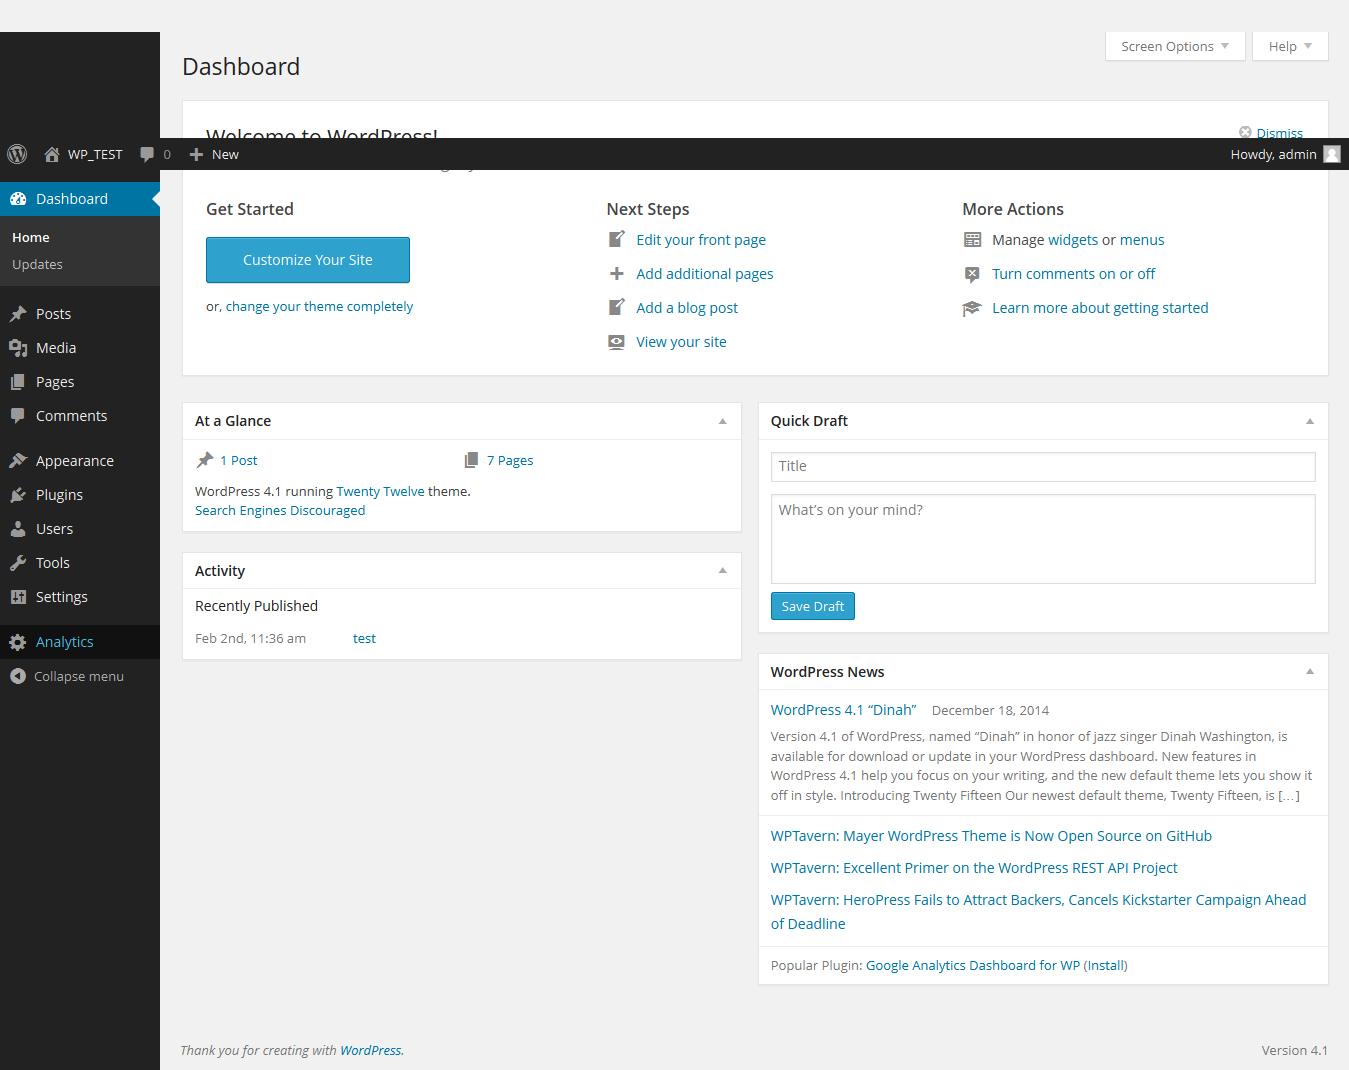 Screen Options
Help
Dashboard
Welcome to WordPress!
Dismiss
WP_TEST
0
New
Howdy, admin
Dashboard
Home
Updates
Posts
Media
Pages
Comments
Appearance
Plugins
Users
Tools
Settings
Analytics
Collapse menu
Get Started
Customize Your Site
or, change your theme completely
Next Steps
Edit your front page
Add additional pages
Add a blog post
View your site
More Actions
Manage widgets or menus
Turn comments on or off
Learn more about getting started
At a Glance
1 Post
7 Pages
WordPress 4.1 running Twenty Twelve theme.
Search Engines Discouraged
Activity
Recently Published
Feb 2nd, 11:36 am
test
Quick Draft
Title
What’s on your mind?
Save Draft
WordPress News
WordPress 4.1 “Dinah” December 18, 2014
Version 4.1 of WordPress, named “Dinah” in honor of jazz singer Dinah Washington, is
available for download or update in your WordPress dashboard. New features in
WordPress 4.1 help you focus on your writing, and the new default theme lets you show it
off in style. Introducing Twenty Fifteen Our newest default theme, Twenty Fifteen, is […]
WPTavern: Mayer WordPress Theme is Now Open Source on GitHub
WPTavern: Excellent Primer on the WordPress REST API Project
WPTavern: HeroPress Fails to Attract Backers, Cancels Kickstarter Campaign Ahead
of Deadline
Popular Plugin: Google Analytics Dashboard for WP (Install)
Thank you for creating with WordPress.
Version 4.1